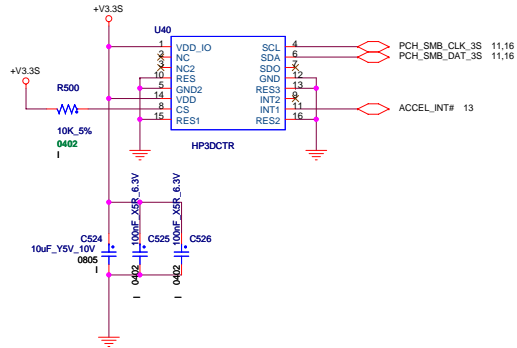 +V3.3S
U40
1 VDD_IO SCL 4 PCH_SMB_CLK_3S 11,16
2 NC SDA 6 PCH_SMB_DAT_3S 11,16
3 NC2 SDO 7
10 RES GND 12
5 GND2 RES3 13
14 VDD INT2 9
8 CS INT1 11 ACCEL_INT# 13
15 RES1 RES2 16
HP3DCTR
+V3.3S
R500
10K_5%
0402
I
100nF_X5R_6.3V
100nF_X5R_6.3V
C524
C525
C526
10uF_Y5V_10V
0805
I
0402
I
0402
I